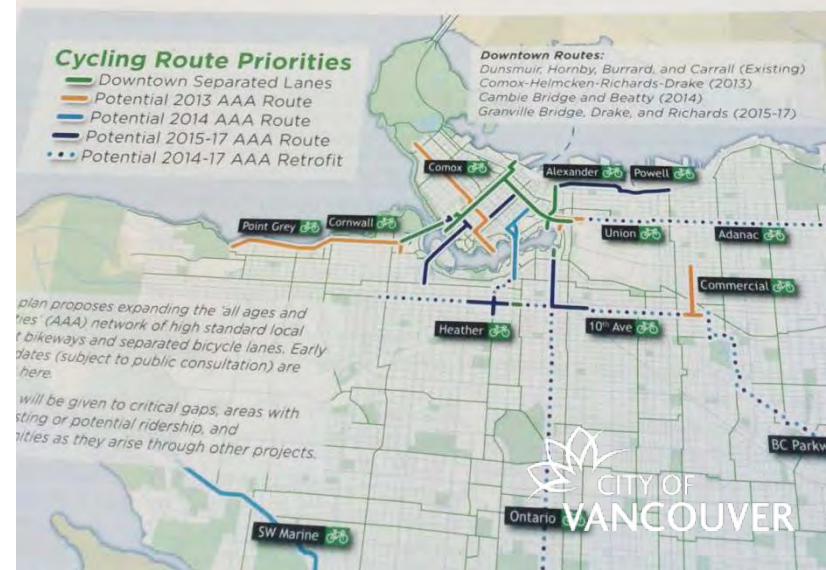 Cycling Route Priorities
Downtown Separated Lanes
Potential 2013 AAA Route
Potential 2014 AAA Route
Potential 2015-17 AAA Route
Potential 2014-17 AAA Retrofit
Downtown Routes:
Dunsmuir, Hornby, Burrard, and Carrall (Existing)
Comox-Helmcken-Richards-Drake (2013)
Cambie Bridge and Beatty (2014)
Granville Bridge, Drake, and Richards (2015-17)
Comox
Alexander
Powell
Point Grey
Cornwall
Union
Adanac
Commercial
Heather
10th Ave
plan proposes expanding the 'all ages and
ties' (AAA) network of high standard local
t bikeways and separated bicycle lanes. Early
dates (subject to public consultation) are
here.
will be given to critical gaps, areas with
sting or potential ridership, and
nities as they arise through other projects.
BC Parkw
SW Marine
Ontario
CITY OF
VANCOUVER